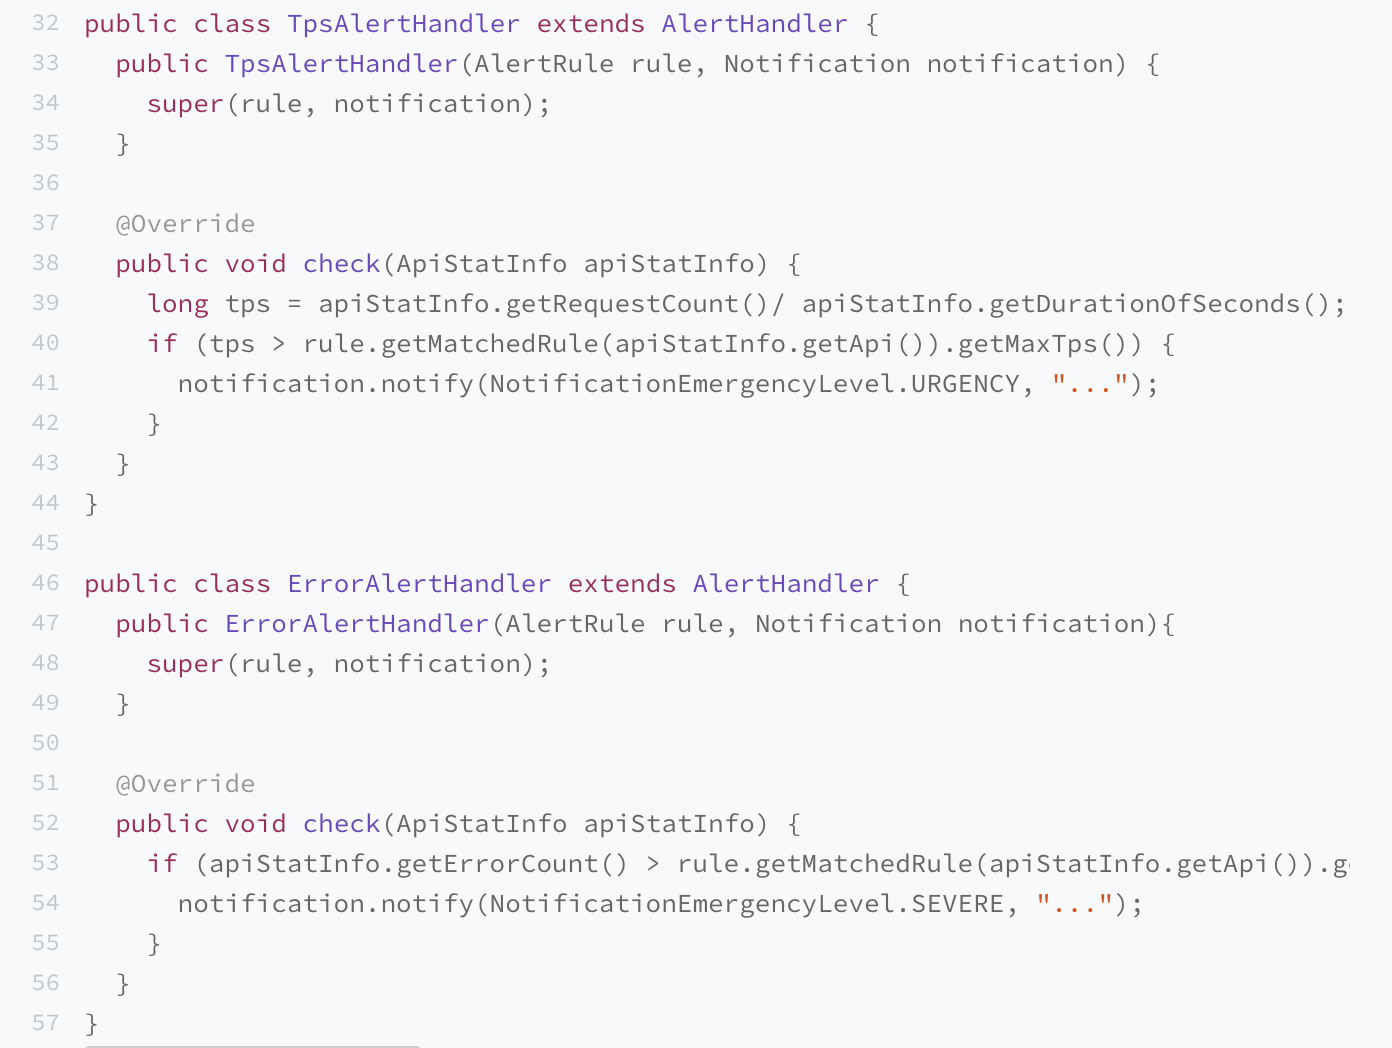 32 public class TpsAlertHandler extends AlertHandler {
33   public TpsAlertHandler(AlertRule rule, Notification notification) {
34     super(rule, notification);
35   }
36
37   @Override
38   public void check(ApiStatInfo apiStatInfo) {
39     long tps = apiStatInfo.getRequestCount()/ apiStatInfo.getDurationOfSeconds();
40     if (tps > rule.getMatchedRule(apiStatInfo.getApi()).getMaxTps()) {
41       notification.notify(NotificationEmergencyLevel.URGENCY, "...");
42     }
43   }
44 }
45
46 public class ErrorAlertHandler extends AlertHandler {
47   public ErrorAlertHandler(AlertRule rule, Notification notification){
48     super(rule, notification);
49   }
50
51   @Override
52   public void check(ApiStatInfo apiStatInfo) {
53     if (apiStatInfo.getErrorCount() > rule.getMatchedRule(apiStatInfo.getApi()).g
54       notification.notify(NotificationEmergencyLevel.SEVERE, "...");
55     }
56   }
57 }